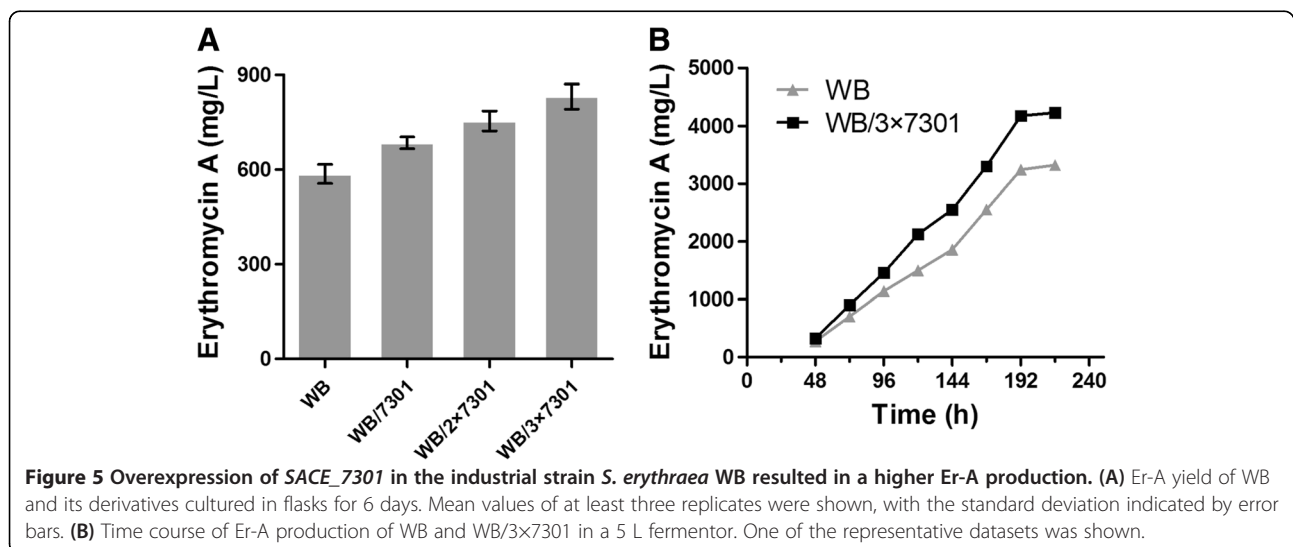 A
Erythromycin A (mg/L)
900
600
300
0
WB
WB/7301
WB/2×7301
WB/3×7301
B
Erythromycin A (mg/L)
5000
4000
3000
2000
1000
0
WB
WB/3×7301
0
48
96
144
192
240
Time (h)
Figure 5 Overexpression of SACE_7301 in the industrial strain S. erythraea WB resulted in a higher Er-A production. (A) Er-A yield of WB
and its derivatives cultured in flasks for 6 days. Mean values of at least three replicates were shown, with the standard deviation indicated by error
bars. (B) Time course of Er-A production of WB and WB/3×7301 in a 5 L fermentor. One of the representative datasets was shown.